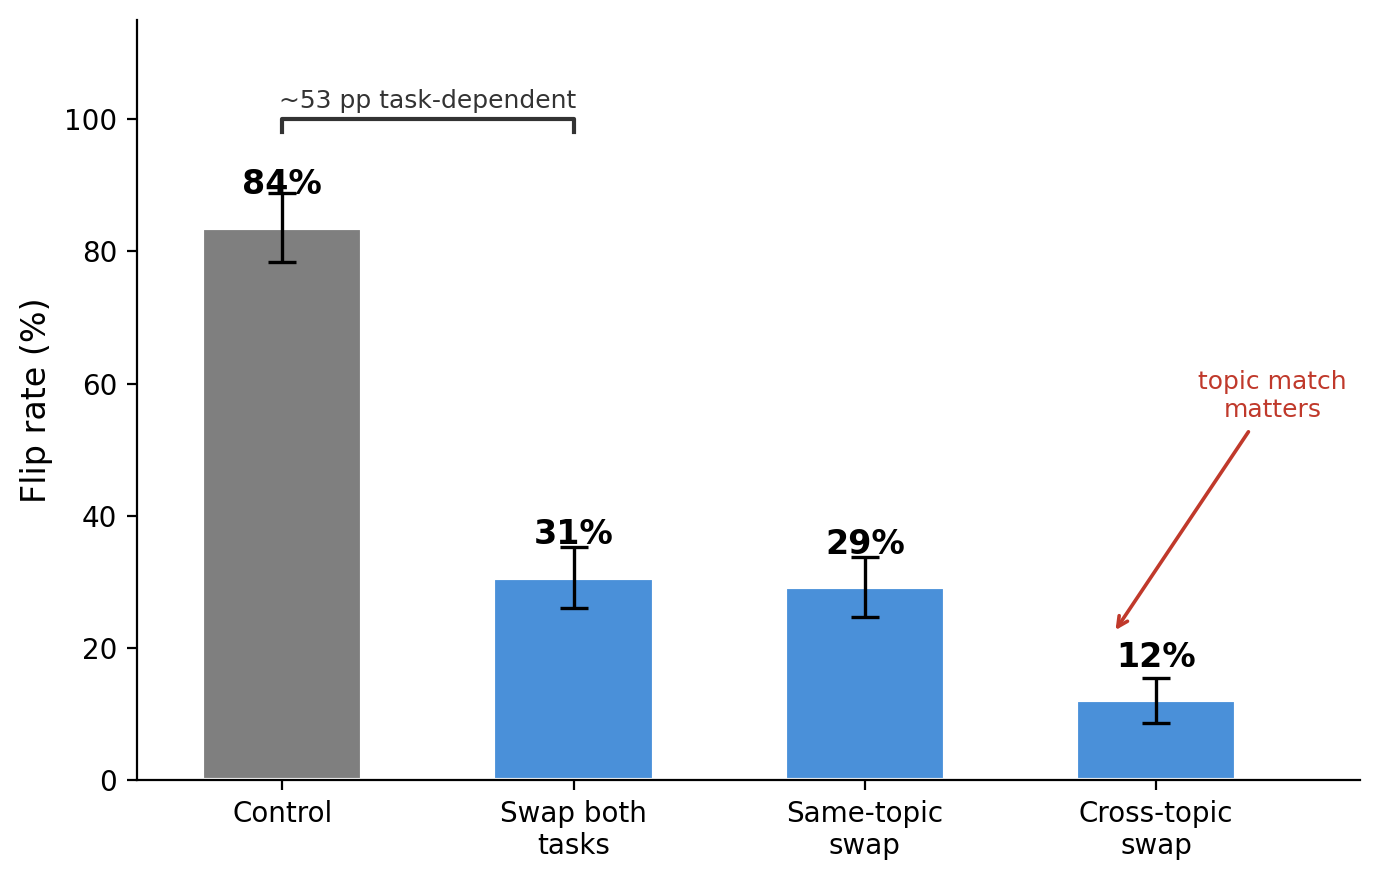 ~53 pp task-dependent
100
84%
80
Flip rate (%)
60
topic match
matters
40
31%
29%
20
12%
0
Control
Swap both
tasks
Same-topic
swap
Cross-topic
swap